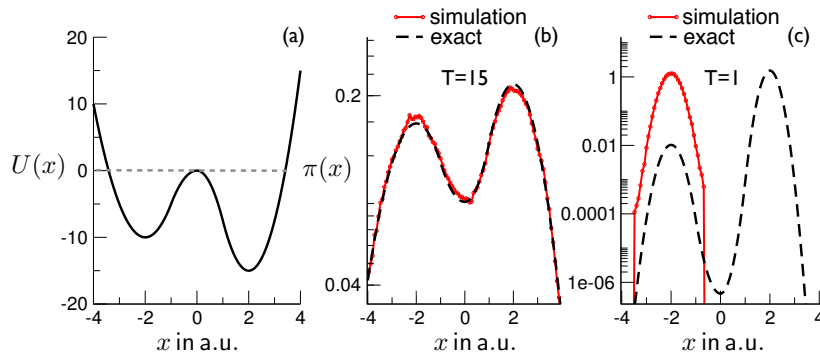 simulation
exact
simulation
exact
20
10
0
-10
-20
(a)
U(x)
-4 -2 0 2 4
x in a.u.
0.2
0.04
(b)
T=15
π(x)
-4 -2 0 2
x in a.u.
1
0.01
0.0001
1e-06
(c)
T=1
-4 -2 0 2 4
x in a.u.